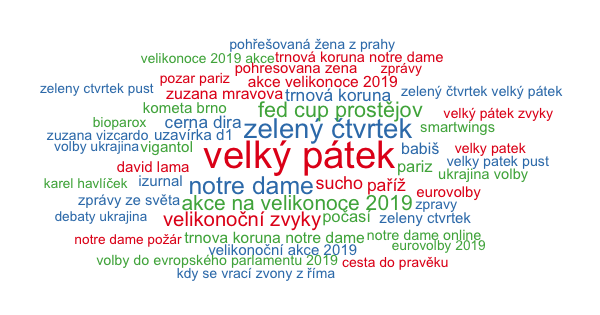 pohřešovaná žena z prahy
velikonoce 2019 akce trnová koruna notre dame
pohresovana zena zprávy
pozar pariz akce velikonoce 2019
zeleny ctvrtek pust zuzana mravova trnová koruna zelený čtvrtek velký pátek
kometa brno fed cup prostějov velký pátek zvyky
bioparox cerna dira zelený čtvrtek smartwings
zuzana vizcardo uzavírka d1
volby ukrajina vigantol velký pátek babiš velky patek
david lama pariz velky patek pust
karel havlíček izurnal notre dame sucho paříž ukrajina volby
eurovolby
zprávy ze světa akce na velikonoce 2019 zpravy
debaty ukrajina velikonoční zvyky počasí zeleny ctvrtek
notre dame požár trnova koruna notre dame notre dame online
velikonoční akce 2019 eurovolby 2019
volby do evropského parlamentu 2019 cesta do pravěku
kdy se vrací zvony z říma